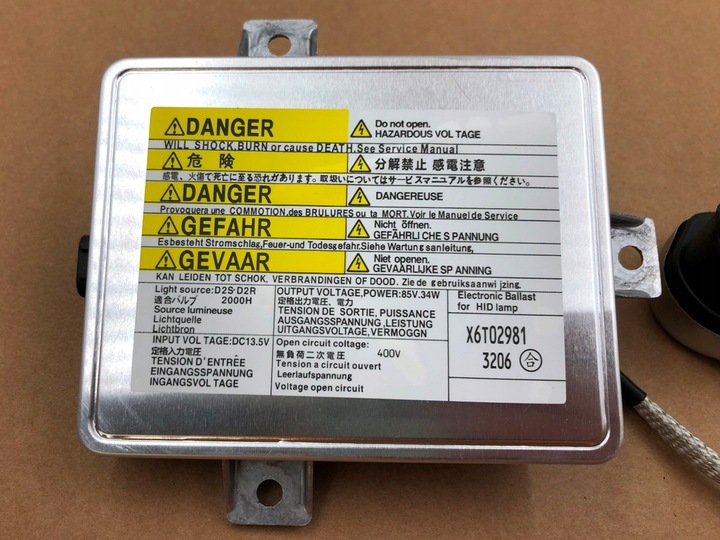 ⚠DANGER
Do not open.
HAZARDOUS VOL TAGE
WILL SHOCK,BURN or cause DEATH.See Service Manual
⚠危 険
分解禁止 感電注意
感電、火傷で死亡に至る恐れがあります。取扱いについてはサービスマニュアルを参照ください。
⚠DANGER
DANGEREUSE
Provoquera une COMMOTION,des BRULURES ou ta MORT.Voir le Manuel de Service
⚠GEFAHR
Nicht öffnen.
GEFÄHRLI CHE S PANNUNG
Esbesteht Stromschlag,Feuer-und Todesgefahr.Siehe Wartung sanleitung,
⚠GEVAAR
Niet openen.
GEVAARLIJKE SP ANNING
KAN LEIDEN TOT SCHOK, VERBRANDINGEN OF DOOD. Zie de gebruiksaanwi jzing.
Light source:D2S·D2R
適合バルブ 2000H
Source lumineuse
Lichtquelle
Lichtbron
OUTPUT VOLTAGE,POWER:85V.34W
定格出力電圧、電力
TENSION DE SORTIE, PUISSANCE
AUSGANGSSPANNUNG,LEISTUNG
UITGANGSVOLTAGE, VERMOGGN
Electronic Ballast
for HID lamp
INPUT VOL TAGE:DC13.5V
定格入力電圧
TENSION D'ENTRÉE
EINGANGSSPANNUNG
INGANGSVOL TAGE
Open circuit voltage:
無負荷二次電圧 400V
Tension a circuit ouvert
Leerlaufspannung
Voltage open circuit
X6T02981
3206 合